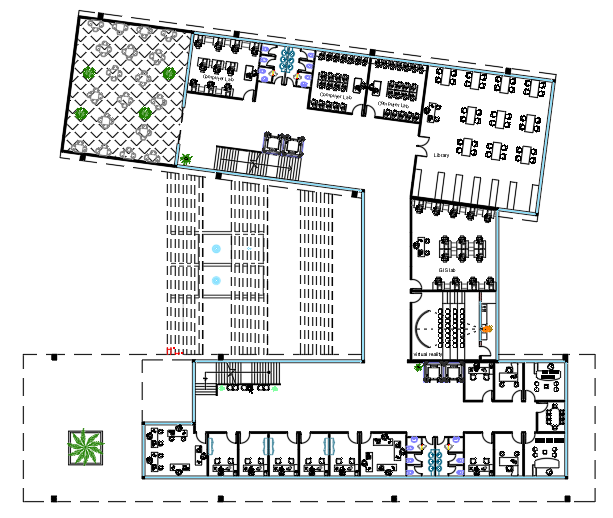 Computer Lab
Computer Lab
Computer Lab
Library
GIS lab
virtual reality